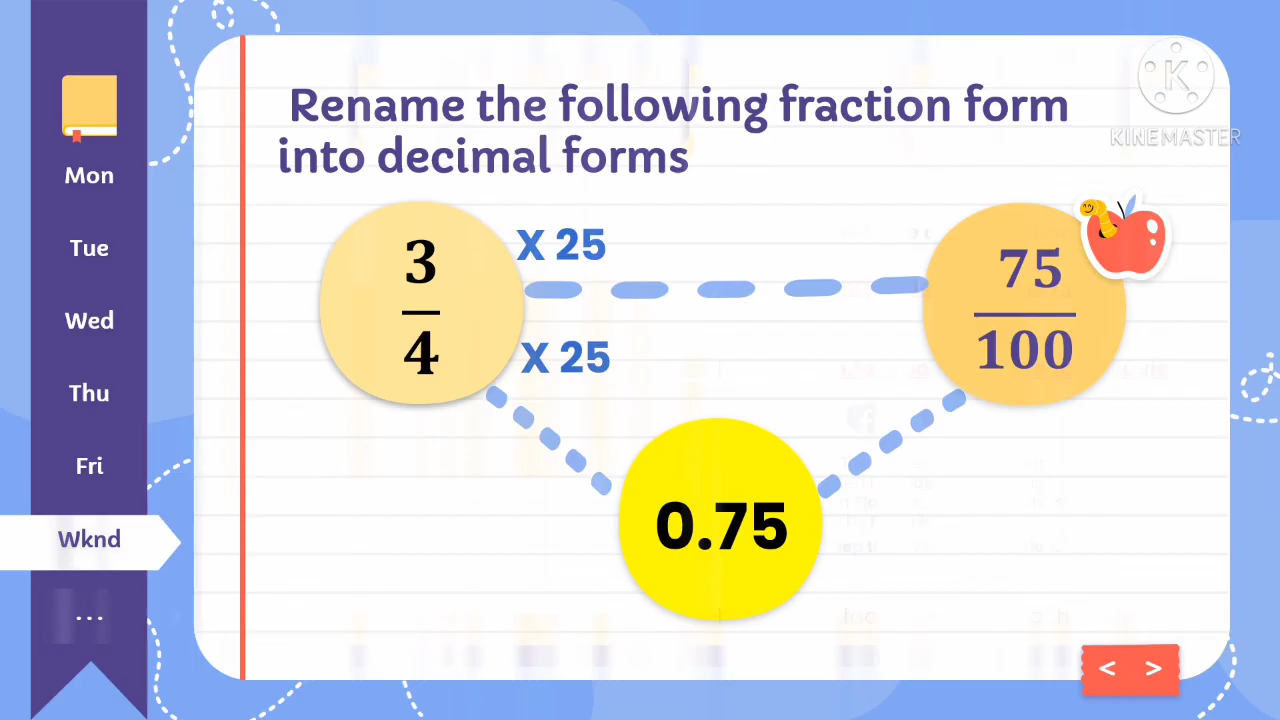 Rename the following fraction form
into decimal forms
K
KINEMASTER
Mon
Tue
Wed
Thu
Fri
Wknd
...
3
4
X 25
X 25
75
100
0.75
< >